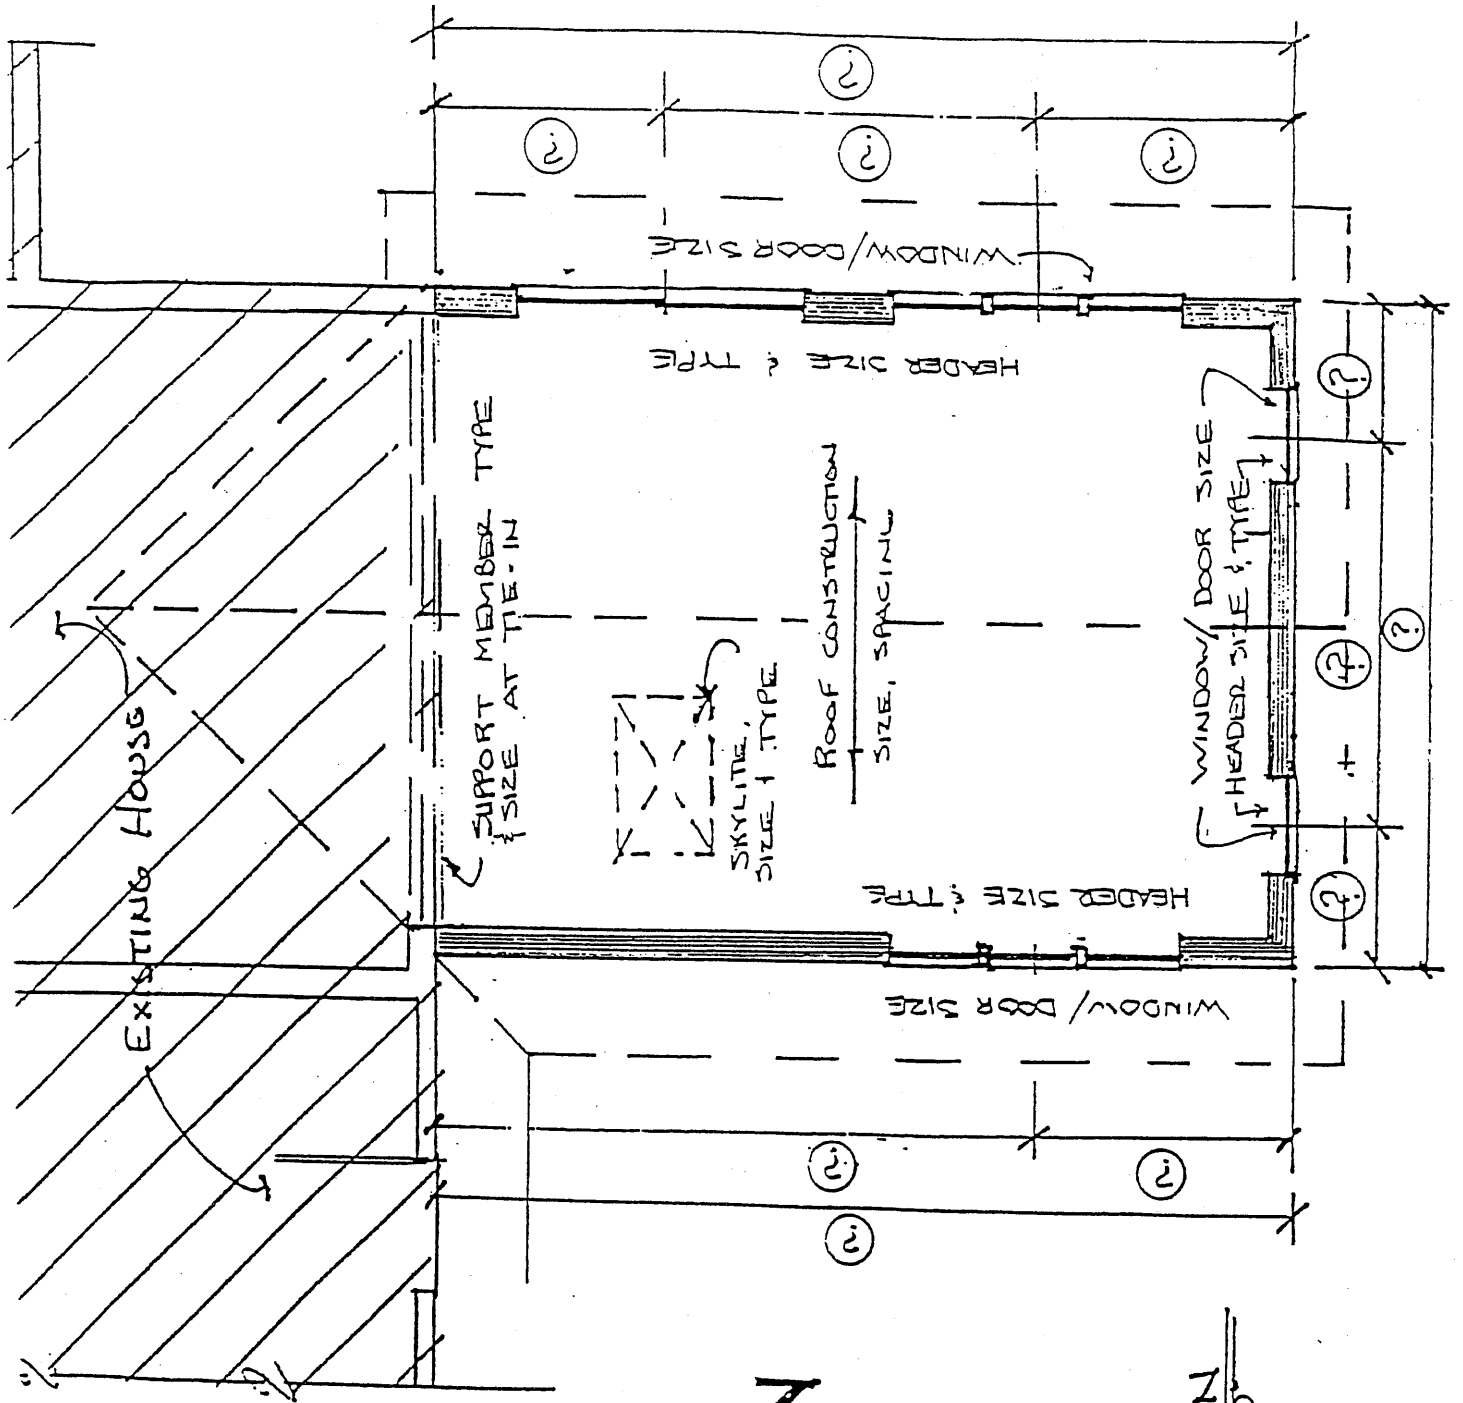 ?
?
?
?
WINDOW/DOOR SIZE
HEADER SIZE & TYPE
EXISTING HOUSE
SUPPORT MEMBER TYPE
& SIZE AT TIE-IN
SKYLITE,
SIZE & TYPE
ROOF CONSTRUCTION
SIZE, SPACING
WINDOW/DOOR SIZE
HEADER SIZE & TYPE
?
?
?
?
HEADER SIZE & TYPE
WINDOW/DOOR SIZE
?
?
?